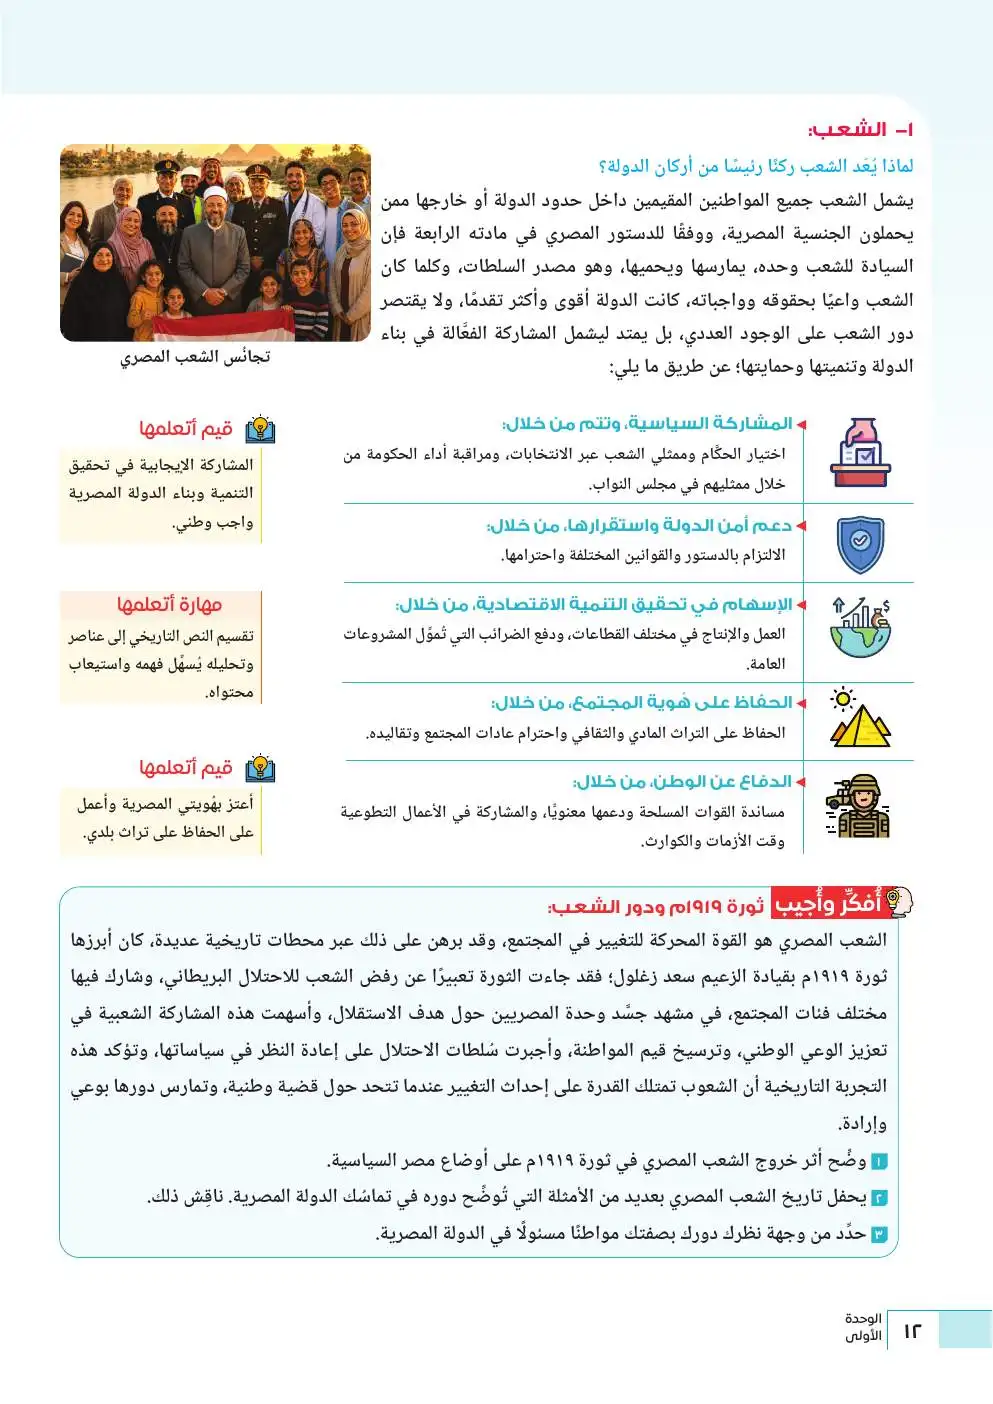 ١- الشعب:
لماذا يُعَد الشعب ركنًا رئيسًا من أركان الدولة؟
يشمل الشعب جميع المواطنين المقيمين داخل حدود الدولة أو خارجها ممن
يحملون الجنسية المصرية، ووفقًا للدستور المصري في مادته الرابعة فإن
السيادة للشعب وحده، يمارسها ويحميها، وهو مصدر السلطات، وكلما كان
الشعب واعيًا بحقوقه وواجباته، كانت الدولة أقوى وأكثر تقدمًا، ولا يقتصر
دور الشعب على الوجود العددي، بل يمتد ليشمل المشاركة الفعَّالة في بناء
الدولة وتنميتها وحمايتها؛ عن طريق ما يلي:
تجانُس الشعب المصري
المشاركة السياسية، وتتم من خلال:
اختيار الحكَّام وممثلي الشعب عبر الانتخابات، ومراقبة أداء الحكومة من
خلال ممثليهم في مجلس النواب.
دعم أمن الدولة واستقرارها، من خلال:
الالتزام بالدستور والقوانين المختلفة واحترامها.
الإسهام في تحقيق التنمية الاقتصادية، من خلال:
العمل والإنتاج في مختلف القطاعات، ودفع الضرائب التي تُموَّل المشروعات
العامة.
الحفاظ على هُوية المجتمع، من خلال:
الحفاظ على التراث المادي والثقافي واحترام عادات المجتمع وتقاليده.
الدفاع عن الوطن، من خلال:
مساندة القوات المسلحة ودعمها معنويًا، والمشاركة في الأعمال التطوعية
وقت الأزمات والكوارث.
قيم أتعلمها
المشاركة الإيجابية في تحقيق
التنمية وبناء الدولة المصرية
واجب وطني.
مهارة أتعلمها
تقسيم النص التاريخي إلى عناصر
وتحليله يُسهِّل فهمه واستيعاب
محتواه.
قيم أتعلمها
أعتز بهُويتي المصرية وأعمل
على الحفاظ على تراث بلدي.
أُفكِّر وأُجيب ثورة ١٩١٩م ودور الشعب:
الشعب المصري هو القوة المحركة للتغيير في المجتمع، وقد برهن على ذلك عبر محطات تاريخية عديدة، كان أبرزها
ثورة ١٩١٩م بقيادة الزعيم سعد زغلول؛ فقد جاءت الثورة تعبيرًا عن رفض الشعب للاحتلال البريطاني، وشارك فيها
مختلف فئات المجتمع، في مشهد جسَّد وحدة المصريين حول هدف الاستقلال، وأسهمت هذه المشاركة الشعبية في
تعزيز الوعي الوطني، وترسيخ قيم المواطنة، وأجبرت سُلطات الاحتلال على إعادة النظر في سياساتها، وتؤكد هذه
التجربة التاريخية أن الشعوب تمتلك القدرة على إحداث التغيير عندما تتحد حول قضية وطنية، وتمارس دورها بوعي
وإرادة.
١ وضِّح أثر خروج الشعب المصري في ثورة ١٩١٩م على أوضاع مصر السياسية.
٢ يحفل تاريخ الشعب المصري بعديد من الأمثلة التي تُوضِّح دوره في تماسُك الدولة المصرية. ناقِش ذلك.
٣ حدِّد من وجهة نظرك دورك بصفتك مواطنًا مسئولًا في الدولة المصرية.
١٢
الوحدة
الأولى